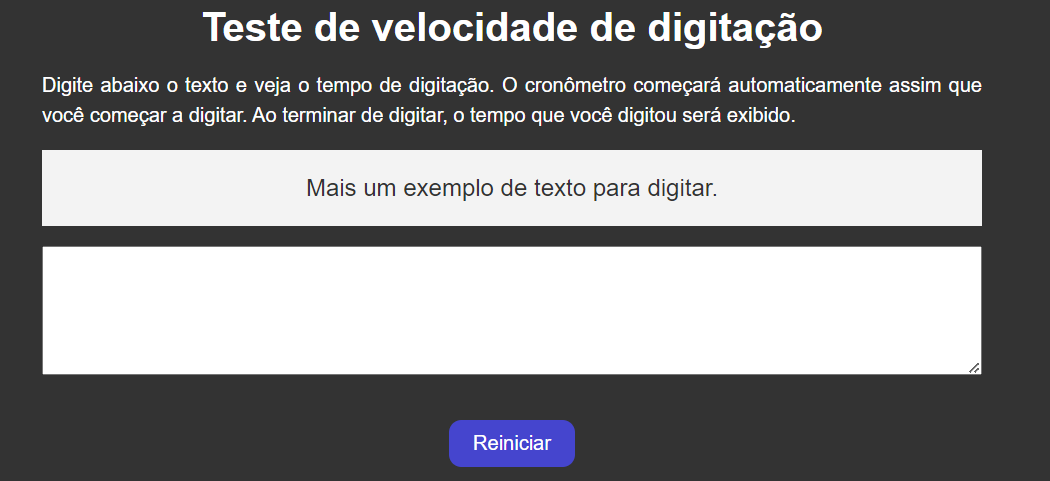 Teste de velocidade de digitação
Digite abaixo o texto e veja o tempo de digitação. O cronômetro começará automaticamente assim que
você começar a digitar. Ao terminar de digitar, o tempo que você digitou será exibido.
Mais um exemplo de texto para digitar.
Reiniciar